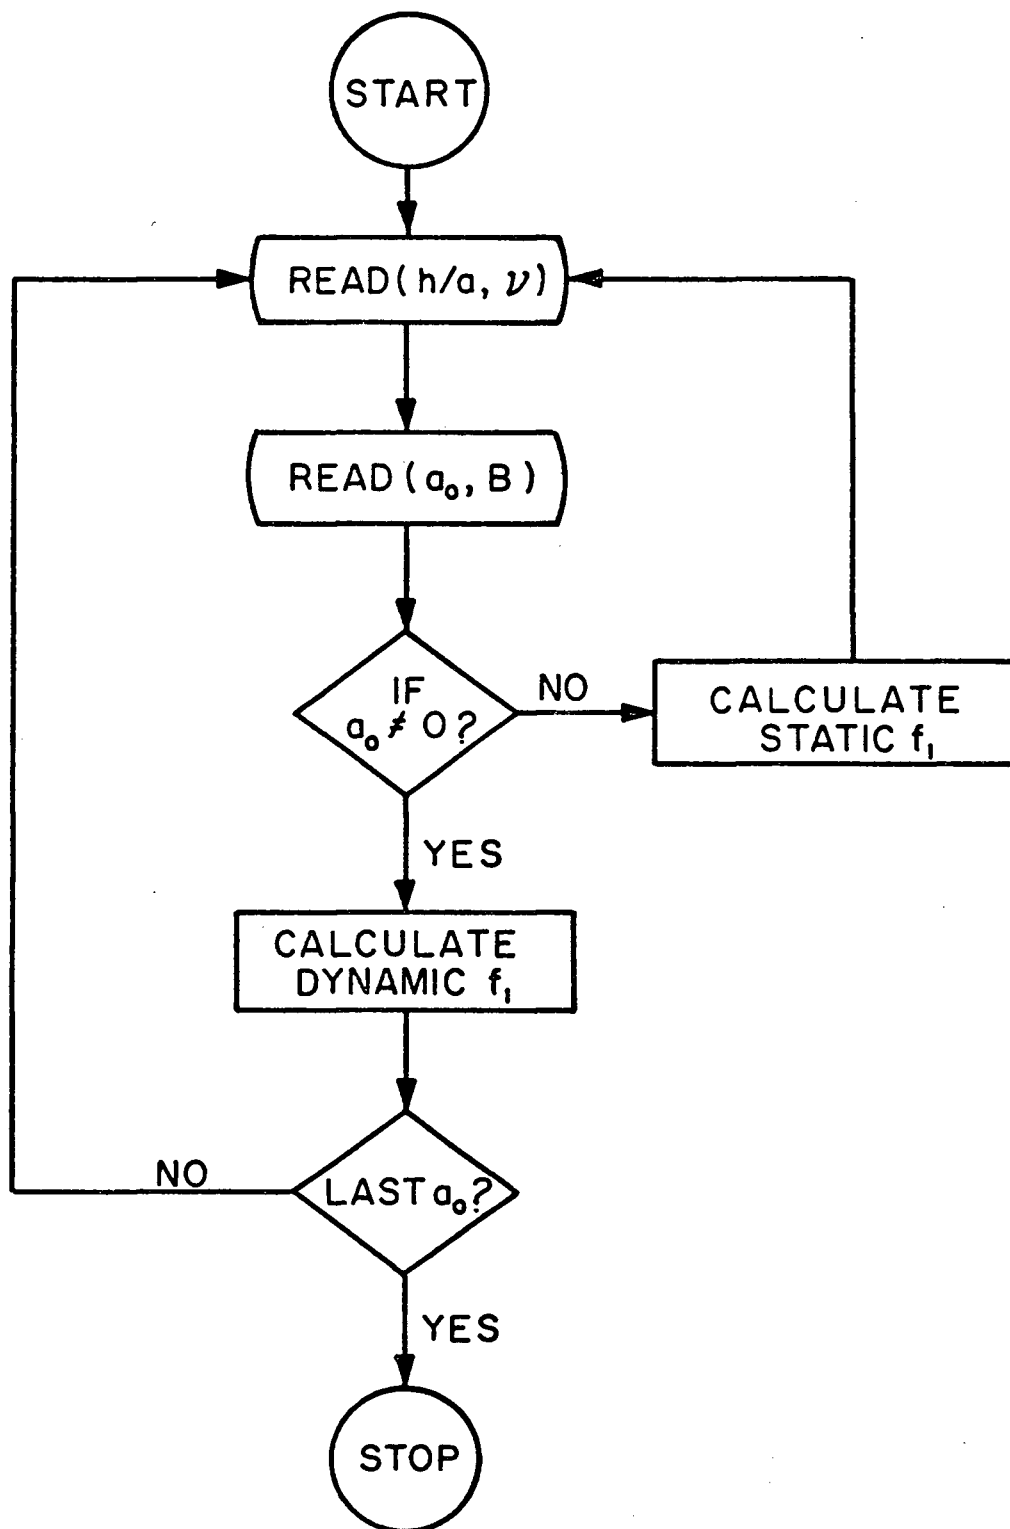 START
READ (h/a, ν)
READ (a₀, B)
IF
a₀ ≠ 0?
NO
CALCULATE
STATIC f₁
YES
CALCULATE
DYNAMIC f₁
NO
LAST a₀?
YES
STOP